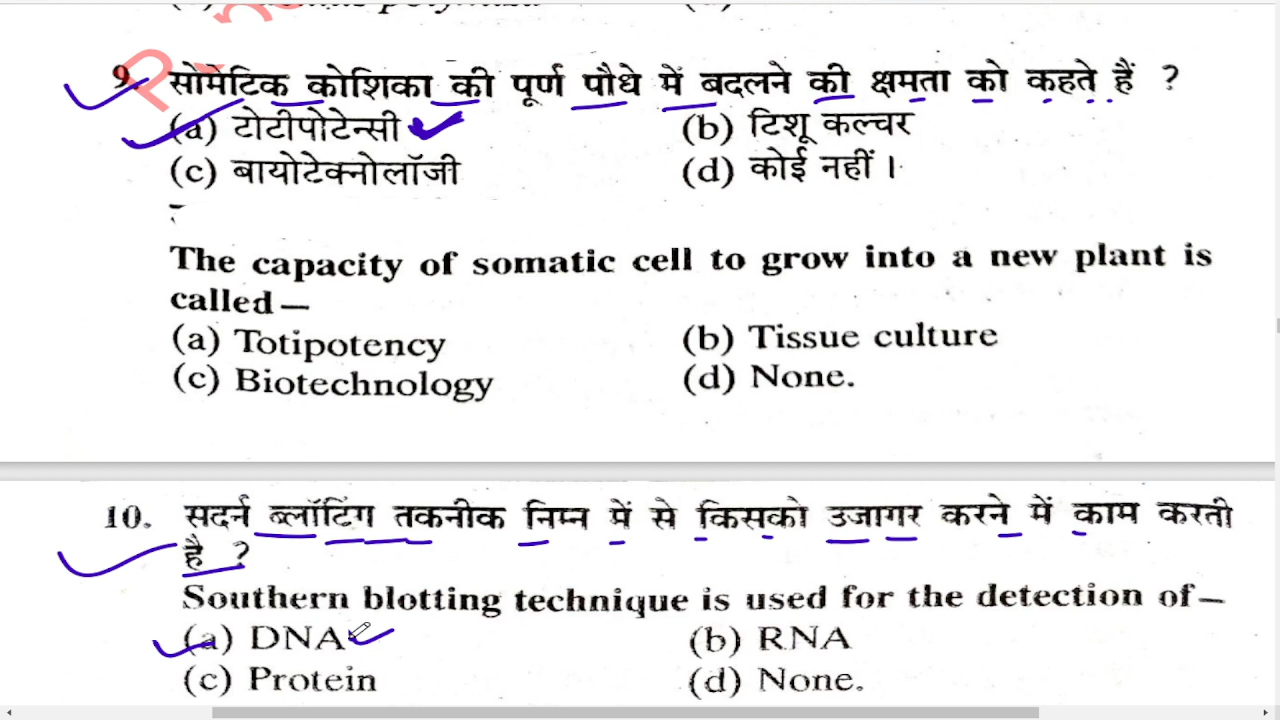 9. सोमेटिक कोशिका की पूर्ण पौधे में बदलने की क्षमता को कहते हैं ?
(a) टोटीपोटेन्सी (b) टिशू कल्चर
(c) बायोटेक्नोलॉजी (d) कोई नहीं।
The capacity of somatic cell to grow into a new plant is
called—
(a) Totipotency (b) Tissue culture
(c) Biotechnology (d) None.
10. सदर्न ब्लॉटिंग तकनीक निम्न में से किसको उजागर करने में काम करती
है ?
Southern blotting technique is used for the detection of—
(a) DNA (b) RNA
(c) Protein (d) None.